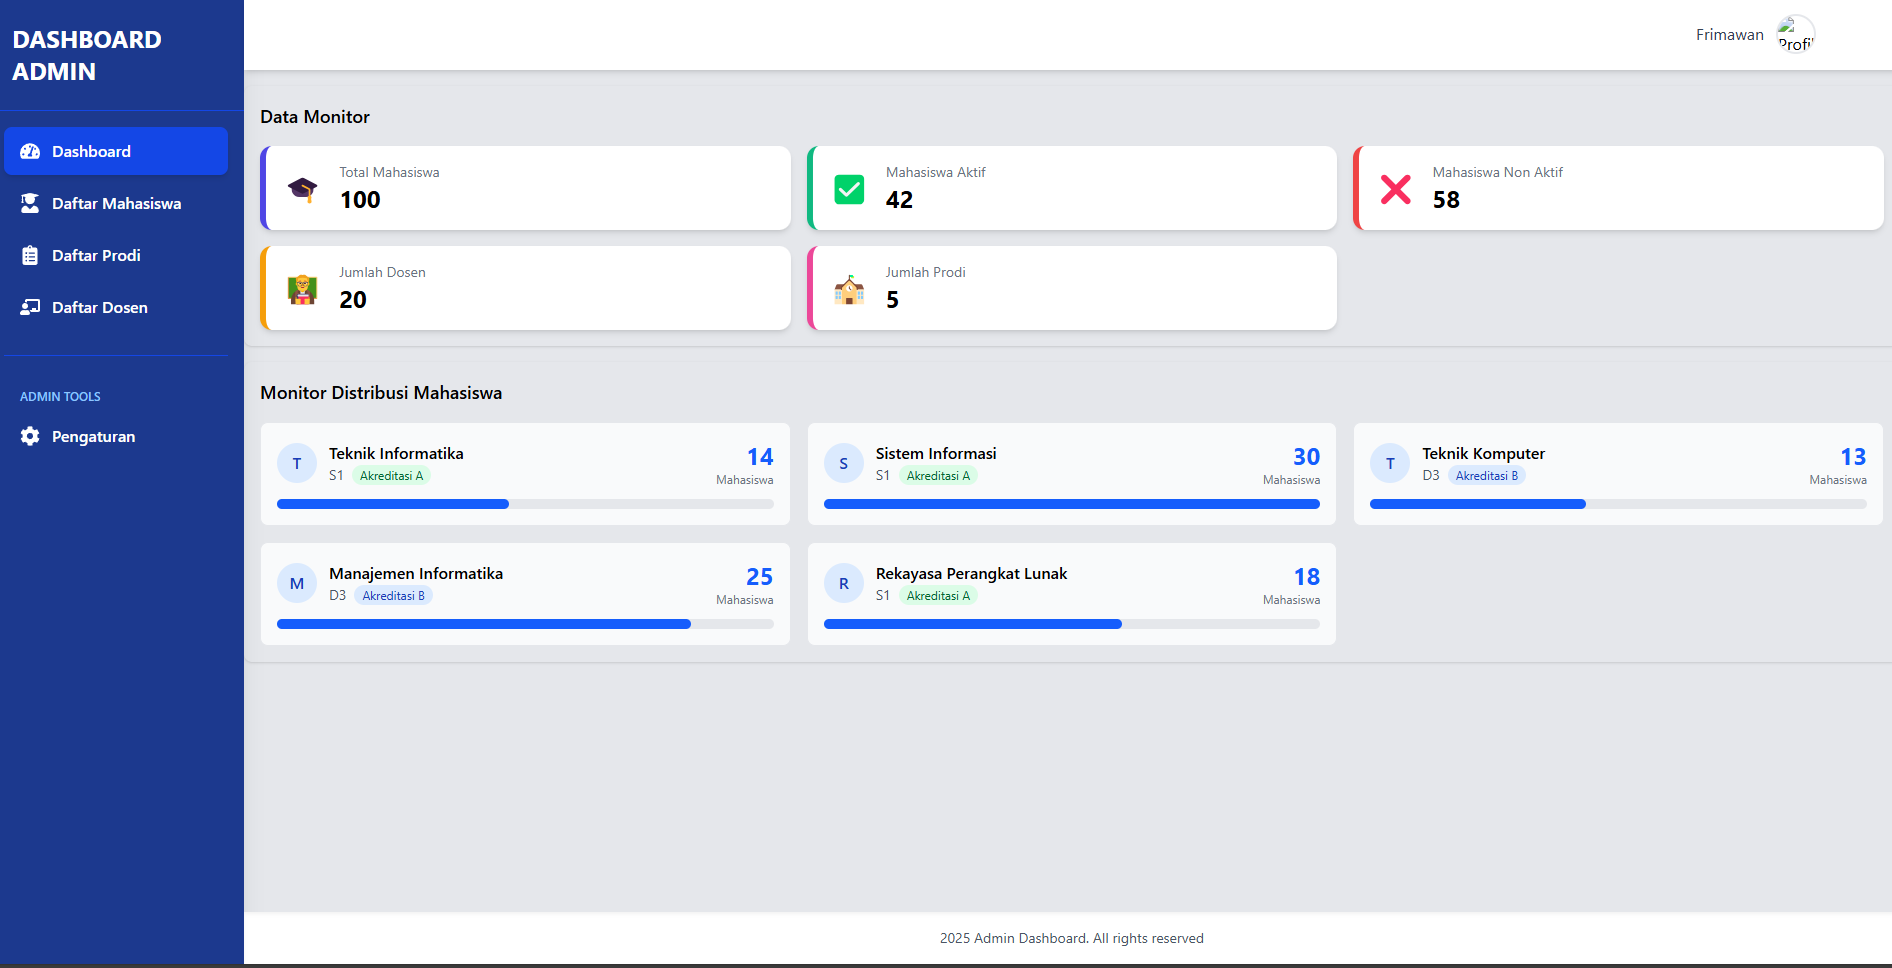 DASHBOARD
ADMIN
Dashboard
Daftar Mahasiswa
Daftar Prodi
Daftar Dosen
ADMIN TOOLS
Pengaturan
Frimawan
Profil
Data Monitor
Total Mahasiswa
100
Mahasiswa Aktif
42
Mahasiswa Non Aktif
58
Jumlah Dosen
20
Jumlah Prodi
5
Monitor Distribusi Mahasiswa
T
Teknik Informatika
S1 Akreditasi A
14
Mahasiswa
S
Sistem Informasi
S1 Akreditasi A
30
Mahasiswa
T
Teknik Komputer
D3 Akreditasi B
13
Mahasiswa
M
Manajemen Informatika
D3 Akreditasi B
25
Mahasiswa
R
Rekayasa Perangkat Lunak
S1 Akreditasi A
18
Mahasiswa
2025 Admin Dashboard. All rights reserved